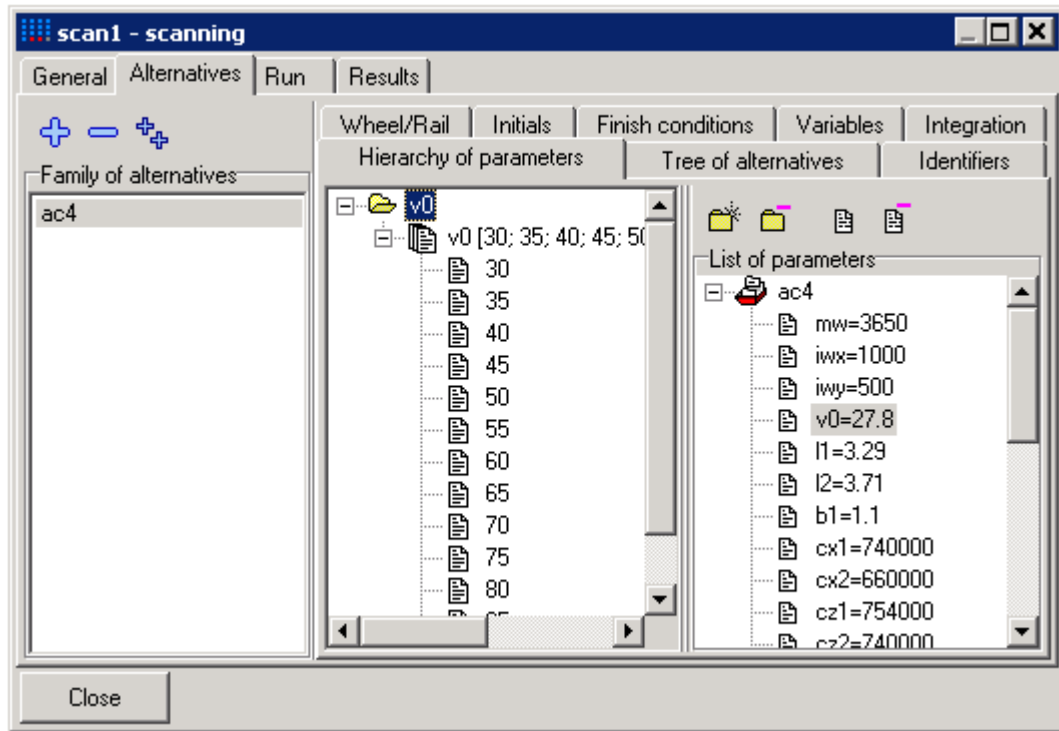 scan1 - scanning
General Alternatives Run Results
Family of alternatives
ac4
Wheel/Rail Initials Finish conditions Variables Integration
Hierarchy of parameters Tree of alternatives Identifiers
v0
v0 [30; 35; 40; 45; 50
30
35
40
45
50
55
60
65
70
75
80
List of parameters
ac4
mw=3650
iwx=1000
iwy=500
v0=27.8
l1=3.29
l2=3.71
b1=1.1
cx1=740000
cx2=660000
cz1=754000
cz2=740000
Close